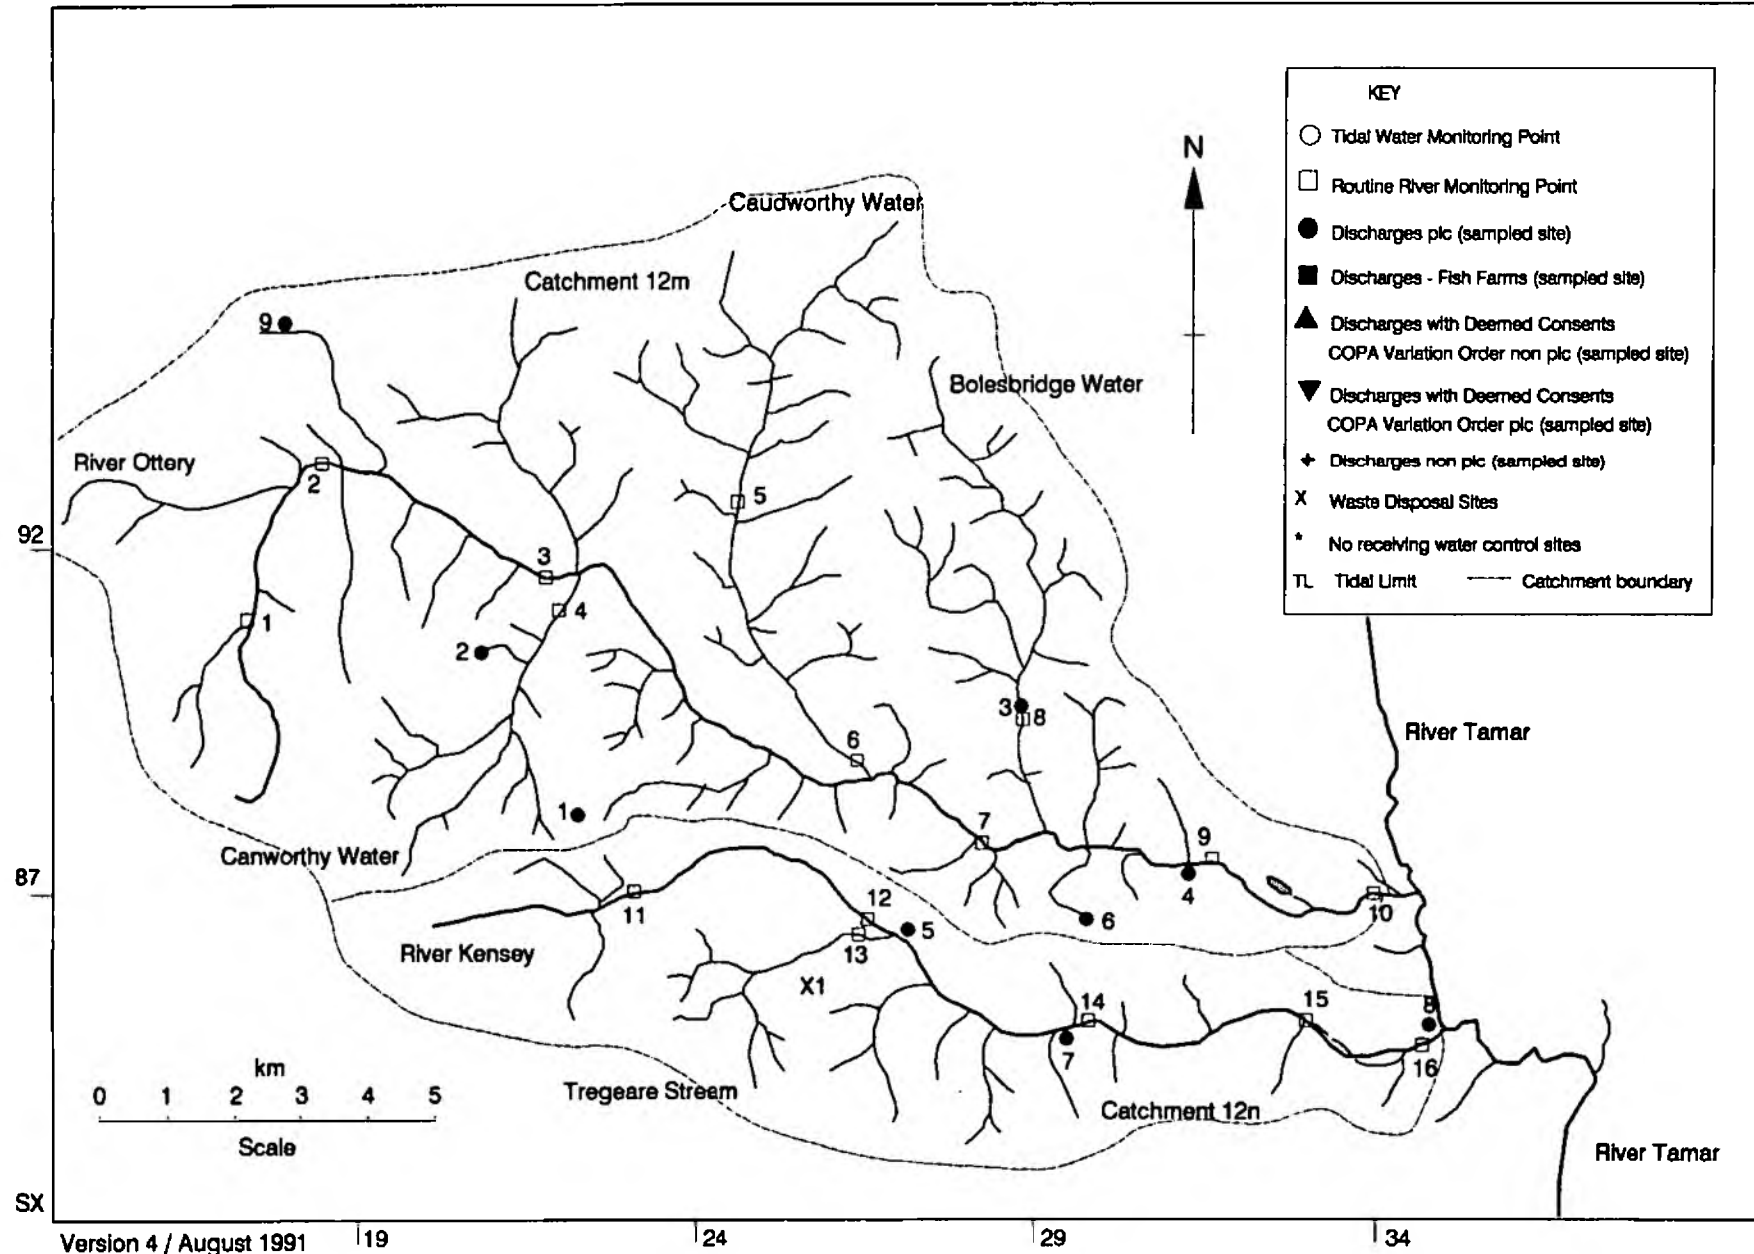 KEY
Tidal Water Monitoring Point
Routine River Monitoring Point
Discharges plc (sampled site)
Discharges - Fish Farms (sampled site)
Discharges with Deemed Consents
COPA Variation Order non plc (sampled site)
Discharges with Deemed Consents
COPA Variation Order plc (sampled site)
Discharges non plc (sampled site)
X Waste Disposal Sites
* No receiving water control sites
TL Tidal Limit Catchment boundary
N
Caudworthy Water
Catchment 12m
9
Bolesbridge Water
River Ottery
2
5
92
3
4
1
2
3
8
River Tamar
6
1
7
9
Canworthy Water
87
4
10
11
12
6
5
River Kensey
13
X1
14
15
8
7
16
km
0 1 2 3 4 5
Scale
Tregeare Stream
Catchment 12n
River Tamar
SX
19
24
29
34
Version 4 / August 1991